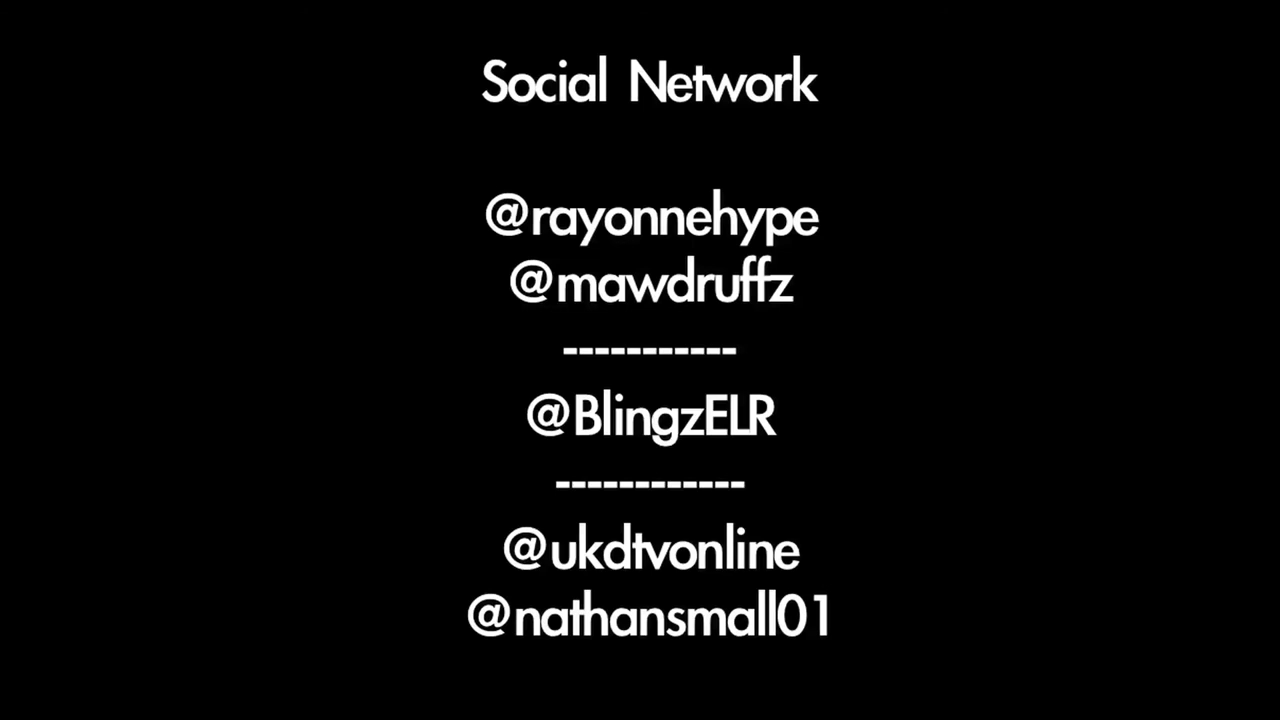 Social Network
@rayonnehype
@mawdruffz
-----------
@BlingzELR
------------
@ukdtvonline
@nathansmall01